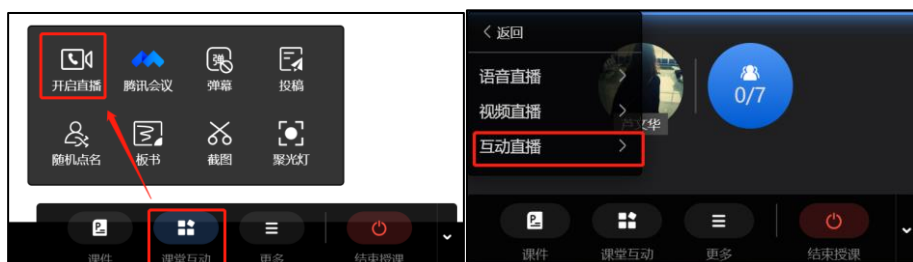 开启直播 腾讯会议 弹幕 投稿
随机点名 板书 截图 聚光灯
课件 课堂互动 更多 结束授课
返回
语音直播
视频直播
0/7
互动直播
课件 课堂互动 更多 结束授课